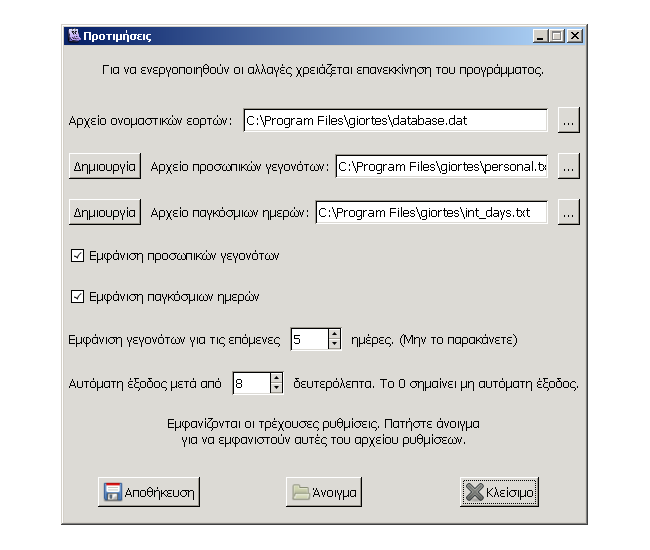 Προτιμήσεις
Για να ενεργοποιηθούν οι αλλαγές χρειάζεται επανεκκίνηση του προγράμματος.
Αρχείο ονομαστικών εορτών: C:\Program Files\giortes\database.dat ...
Δημιουργία Αρχείο προσωπικών γεγονότων: C:\Program Files\giortes\personal.tx ...
Δημιουργία Αρχείο παγκόσμιων ημερών: C:\Program Files\giortes\int_days.txt ...
Εμφάνιση προσωπικών γεγονότων
Εμφάνιση παγκόσμιων ημερών
Εμφάνιση γεγονότων για τις επόμενες 5 ημέρες. (Μην το παρακάνετε)
Αυτόματη έξοδος μετά από 8 δευτερόλεπτα. Το 0 σημαίνει μη αυτόματη έξοδος.
Εμφανίζονται οι τρέχουσες ρυθμίσεις. Πατήστε άνοιγμα
για να εμφανιστούν αυτές του αρχείου ρυθμίσεων.
Αποθήκευση Άνοιγμα Κλείσιμο